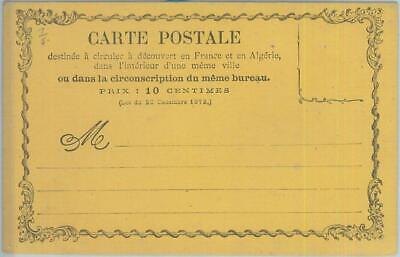 CARTE POSTALE
destinée à circuler à découvert en France et en Algérie,
dans l'intérieur d'une même ville
ou dans la circonscription du même bureau.
PRIX : 10 CENTIMES
(Loi du 20 Décembre 1872.)
M